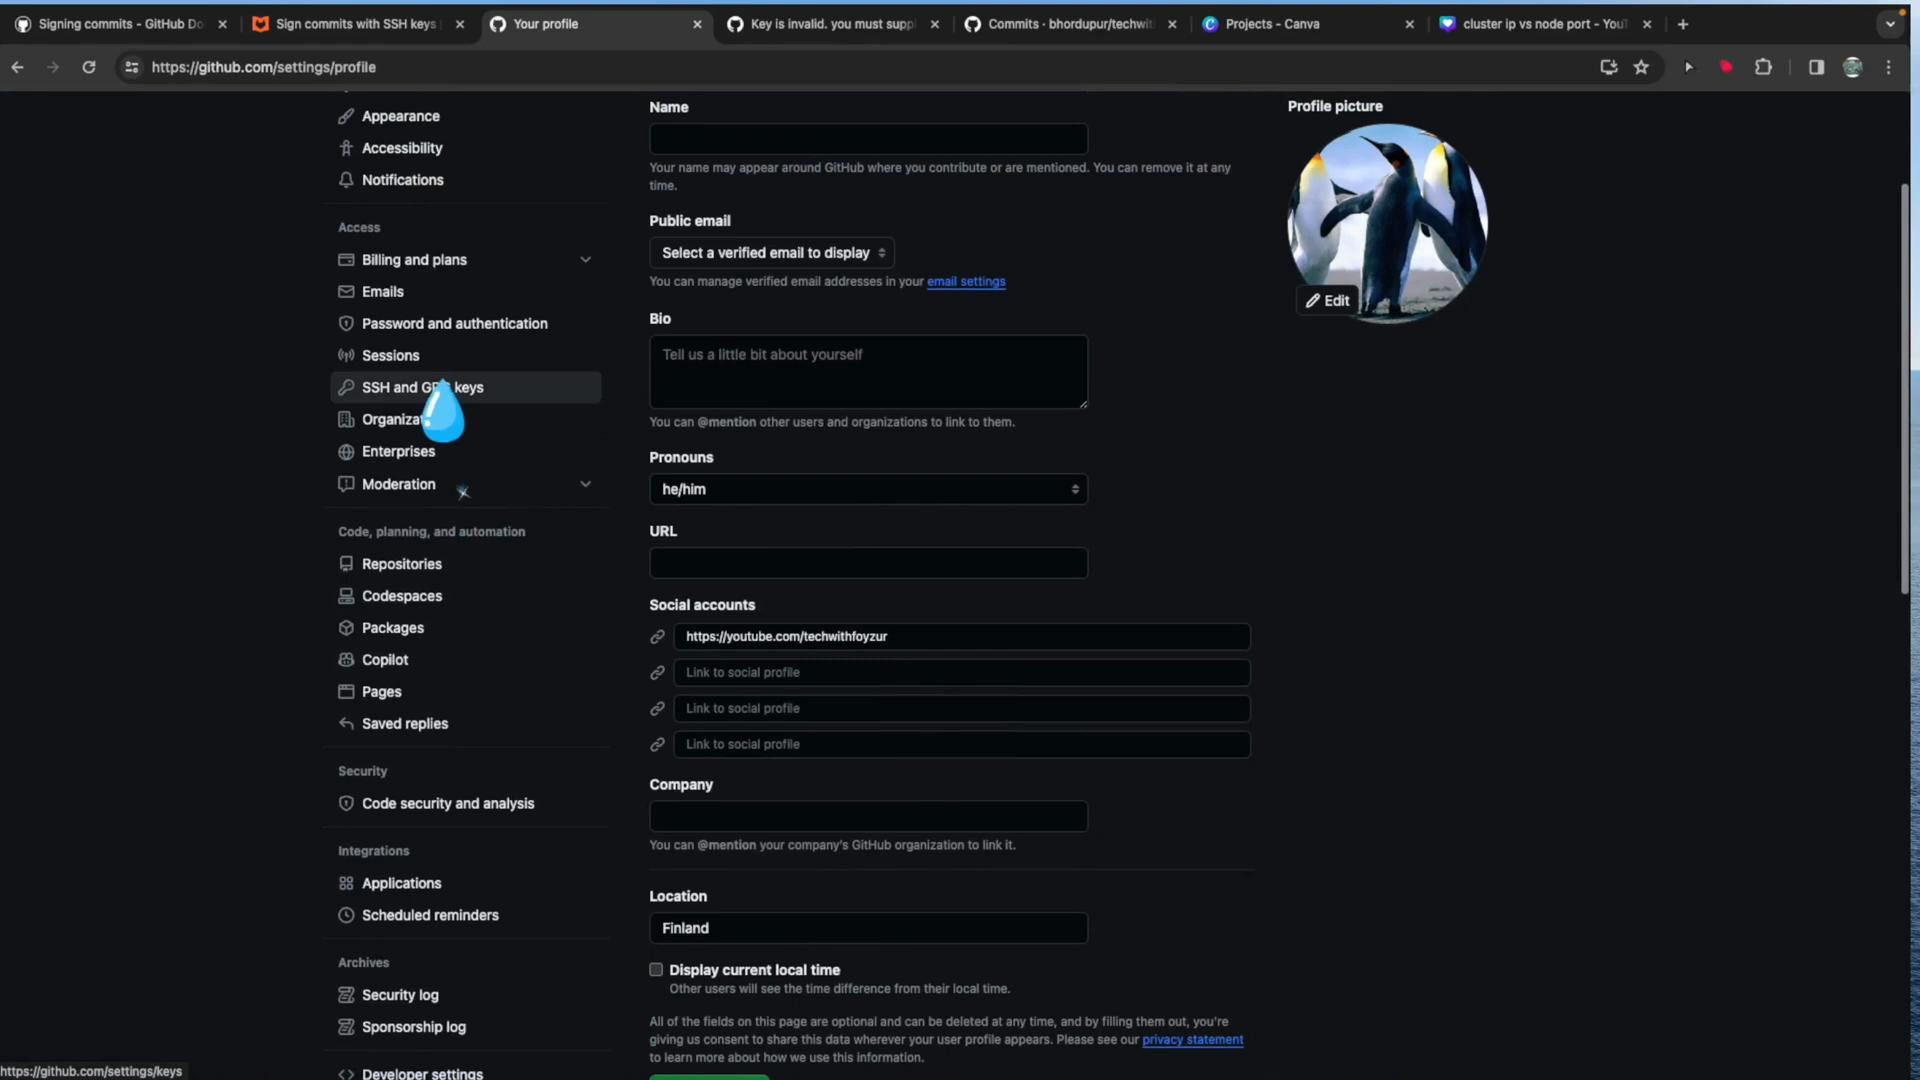 Signing commits - GitHub Do
Sign commits with SSH keys
Your profile
Key is invalid. you must supp
Commits · bhordupur/techwit
Projects - Canva
cluster ip vs node port - YouT
https://github.com/settings/profile
Appearance
Accessibility
Notifications
Access
Billing and plans
Emails
Password and authentication
Sessions
SSH and keys
Enterprises
Moderation
Code, planning, and automation
Repositories
Codespaces
Packages
Copilot
Pages
Saved replies
Security
Code security and analysis
Integrations
Applications
Scheduled reminders
Archives
Security log
Sponsorship log
Developer settings
Name
Your name may appear around GitHub where you contribute or are mentioned. You can remove it at any
time.
Public email
Select a verified email to display
You can manage verified email addresses in your email settings
Bio
Tell us a little bit about yourself
You can @mention other users and organizations to link to them.
Pronouns
he/him
URL
Social accounts
https://youtube.com/techwithfoyzur
Link to social profile
Link to social profile
Link to social profile
Company
You can @mention your company's GitHub organization to link it.
Location
Finland
Display current local time
Other users will see the time difference from their local time.
All of the fields on this page are optional and can be deleted at any time, and by filling them out, you're
giving us consent to share this data wherever your user profile appears. Please see our privacy statement
to learn more about how we use this information.
Profile picture
Edit
https://github.com/settings/keys